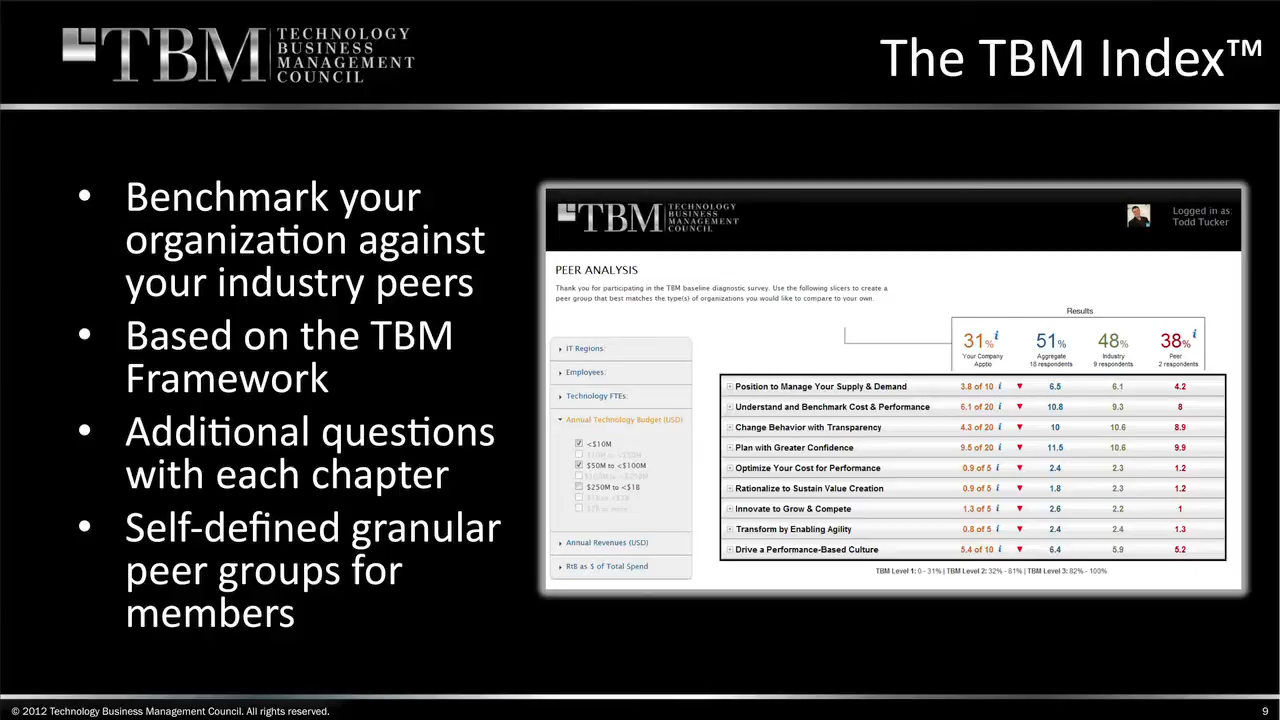 TBM
TECHNOLOGY
BUSINESS
MANAGEMENT
COUNCIL
The TBM Index™
• Benchmark your
organization against
your industry peers
• Based on the TBM
Framework
• Additional questions
with each chapter
• Self-defined granular
peer groups for
members
TBM
TECHNOLOGY
BUSINESS
MANAGEMENT
COUNCIL
Logged in as:
Todd Tucker
PEER ANALYSIS
Thank you for participating in the TBM baseline diagnostic survey. Use the following slicers to create a
peer group that best matches the type(s) of organizations you would like to compare to your own.
Results
31% i 51% 48% 38% i
Your Company Aggregate Industry Peer
Apptio 18 respondents 9 respondents 2 respondents
IT Regions:
Employees:
Technology FTEs:
Annual Technology Budget (USD)
<$10M
$10M to <$50M
$50M to <$100M
$250M to <$1B
Annual Revenues (USD)
RtB as $ of Total Spend
Position to Manage Your Supply & Demand 3.8 of 10 i ▼ 6.5 6.1 4.2
Understand and Benchmark Cost & Performance 6.1 of 20 i ▼ 10.8 9.3 8
Change Behavior with Transparency 4.3 of 20 i ▼ 10 10.6 8.9
Plan with Greater Confidence 9.5 of 20 i ▼ 11.5 10.6 9.9
Optimize Your Cost for Performance 0.9 of 5 i ▼ 2.4 2.3 1.2
Rationalize to Sustain Value Creation 0.9 of 5 i ▼ 1.8 2.3 1.2
Innovate to Grow & Compete 1.3 of 5 i ▼ 2.6 2.2 1
Transform by Enabling Agility 0.8 of 5 i ▼ 2.4 2.4 1.3
Drive a Performance-Based Culture 5.4 of 10 i ▼ 6.4 5.9 5.2
TBM Level 1: 0 - 31% | TBM Level 2: 32% - 81% | TBM Level 3: 82% - 100%
© 2012 Technology Business Management Council. All rights reserved.
9